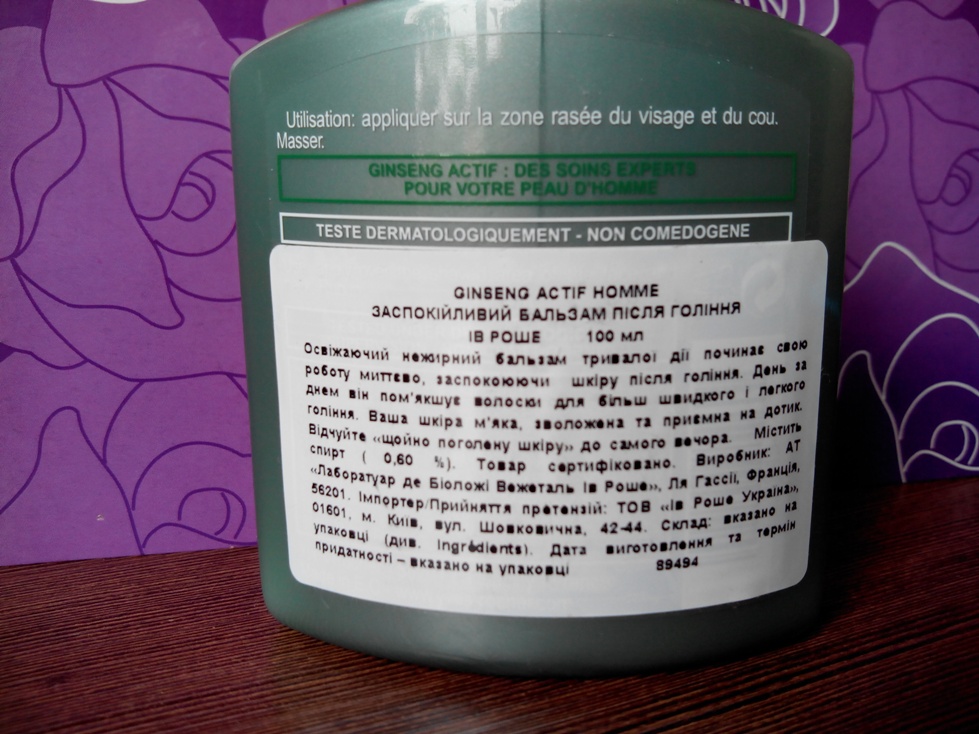 Utilisation: appliquer sur la zone rasée du visage et du cou.
Masser.
GINSENG ACTIF : DES SOINS EXPERTS
POUR VOTRE PEAU D'HOMME
TESTE DERMATOLOGIQUEMENT - NON COMEDOGENE
GINSENG ACTIF HOMME
ЗАСПОКІЙЛИВИЙ БАЛЬЗАМ ПІСЛЯ ГОЛІННЯ
ІВ РОШЕ 100 мл
Освіжаючий нежирний бальзам тривалої дії починає свою
роботу миттєво, заспокоюючи шкіру після гоління. День за
днем він пом'якшує волоски для більш швидкого і легкого
гоління. Ваша шкіра м'яка, зволожена та приємна на дотик.
Відчуйте «щойно поголену шкіру» до самого вечора. Містить
спирт ( 0,60 %). Товар сертифіковано. Виробник: АТ
«Лаборатуар де Біоложі Вежеталь Ів Роше», Ля Гассії, Франція,
56201. Імпортер/Прийняття претензій: ТОВ «Ів Роше Україна»,
01601, м. Київ, вул. Шовковична, 42-44. Склад: вказано на
упаковці (див. Ingrédients). Дата виготовлення та термін
придатності – вказано на упаковці 89494